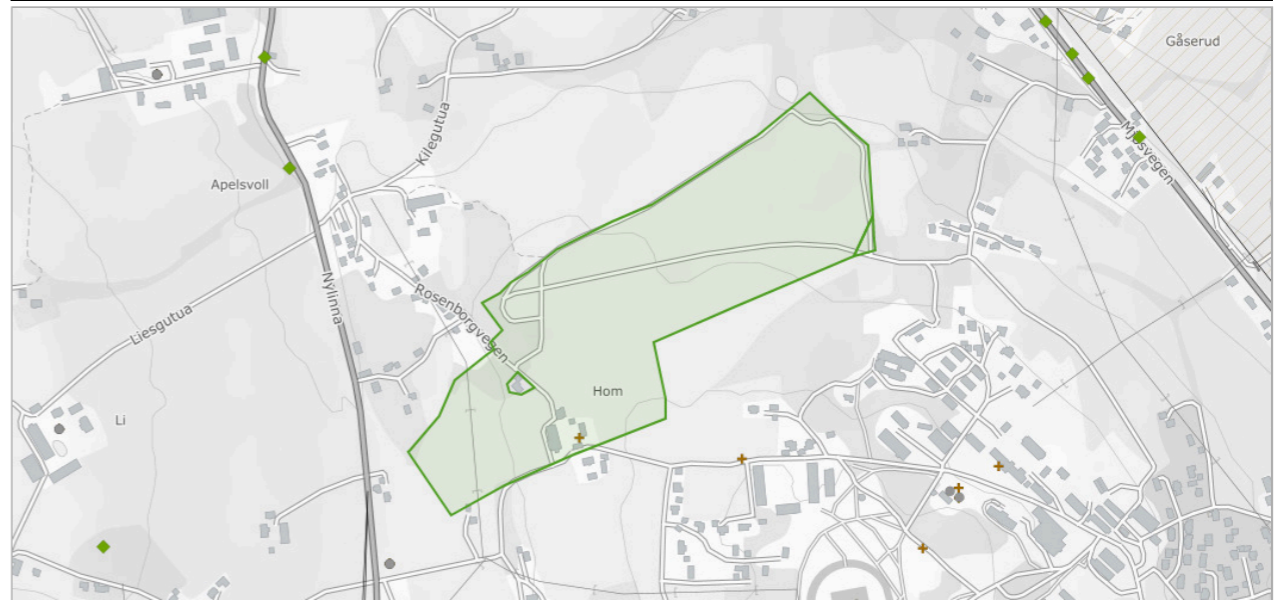 Gåserud
Mjøsvegen
Kilegutua
Apelsvoll
Nylinna
Rosenborgvegen
Liesgutua
Hom
Li